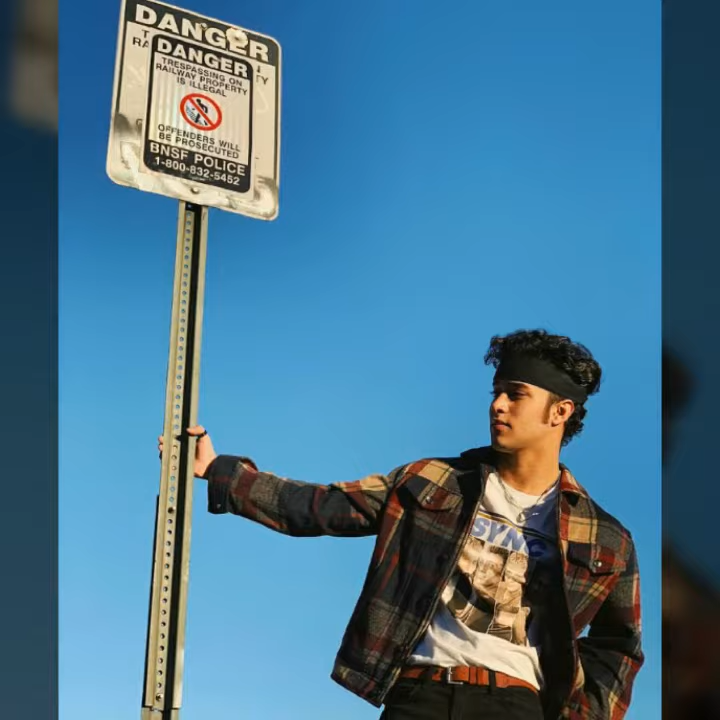 DANGER
DANGER
TRESPASSING ON
RAILWAY PROPERTY
IS ILLEGAL
OFFENDERS WILL
BE PROSECUTED
BNSF POLICE
1-800-832-5452
SYNC